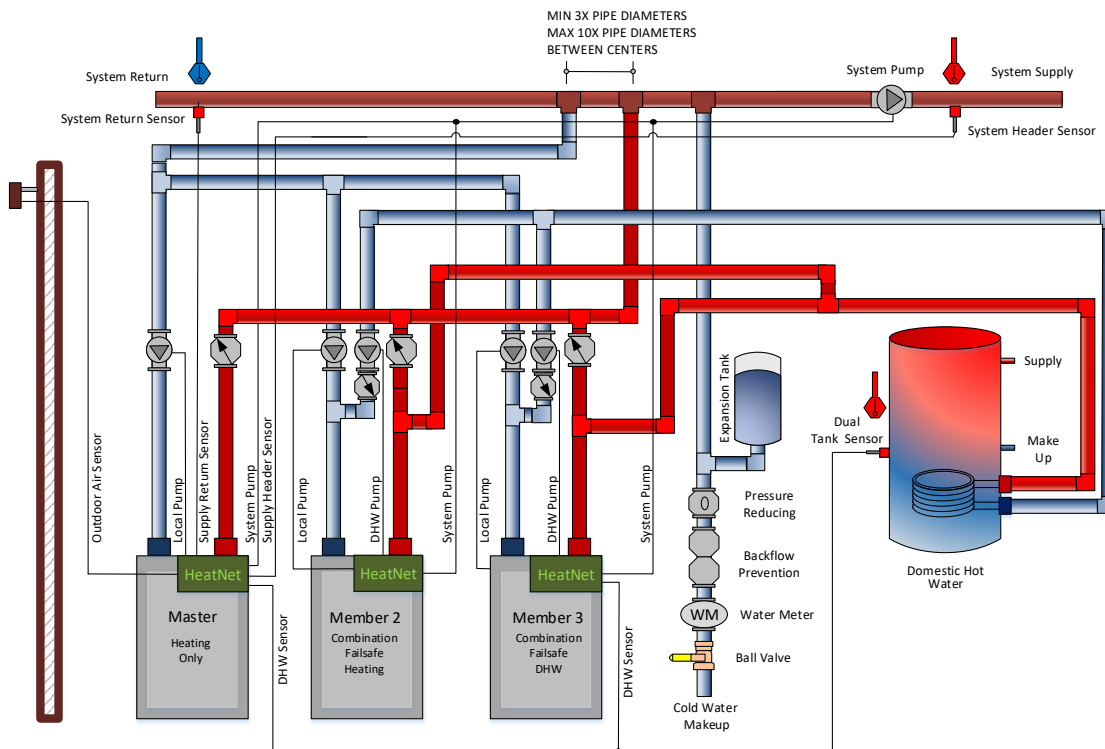 MIN 3X PIPE DIAMETERS
MAX 10X PIPE DIAMETERS
BETWEEN CENTERS
System Return
System Pump
System Supply
System Return Sensor
System Header Sensor
Outdoor Air Sensor
Local Pump
Supply Return Sensor
System Pump
Supply Header Sensor
Local Pump
DHW Pump
System Pump
Local Pump
DHW Pump
System Pump
Expansion Tank
Supply
Dual
Tank Sensor
Make
Up
0
Pressure
Reducing
Backflow
Prevention
Domestic Hot
Water
WM
Water Meter
Ball Valve
Cold Water
Makeup
HeatNet
Master
Heating
Only
DHW Sensor
HeatNet
Member 2
Combination
Failsafe
Heating
HeatNet
Member 3
Combination
Failsafe
DHW
DHW Sensor